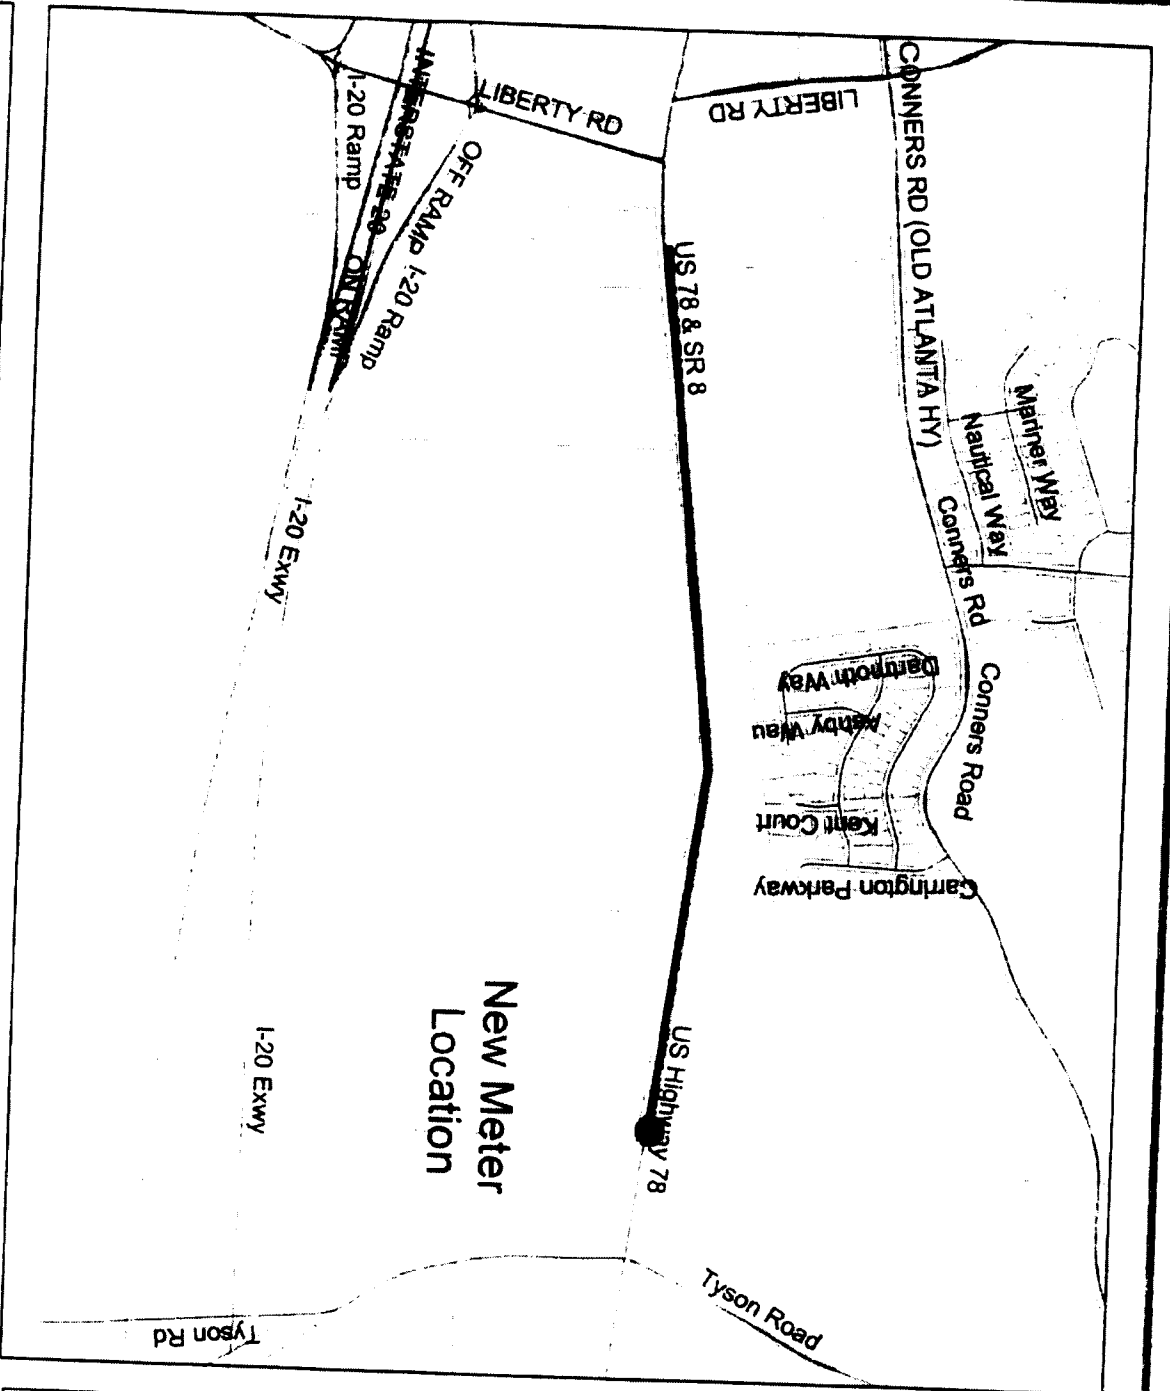 CONNERS RD (OLD ATLANTA HY)
LIBERTY RD
LIBERTY RD
I-20 Ramp
INTERSTATE 20
OFF RAMP I-20 Ramp
ON RAMP
US 78 & SR 8
Mariner Way
Nautical Way
Conners Rd
Conners Road
I-20 Exwy
Dartmoth Way
Ashby Wau
Kent Court
Carrington Parkway
New Meter
Location
US Highway 78
I-20 Exwy
Tyson Road
Tyson Rd